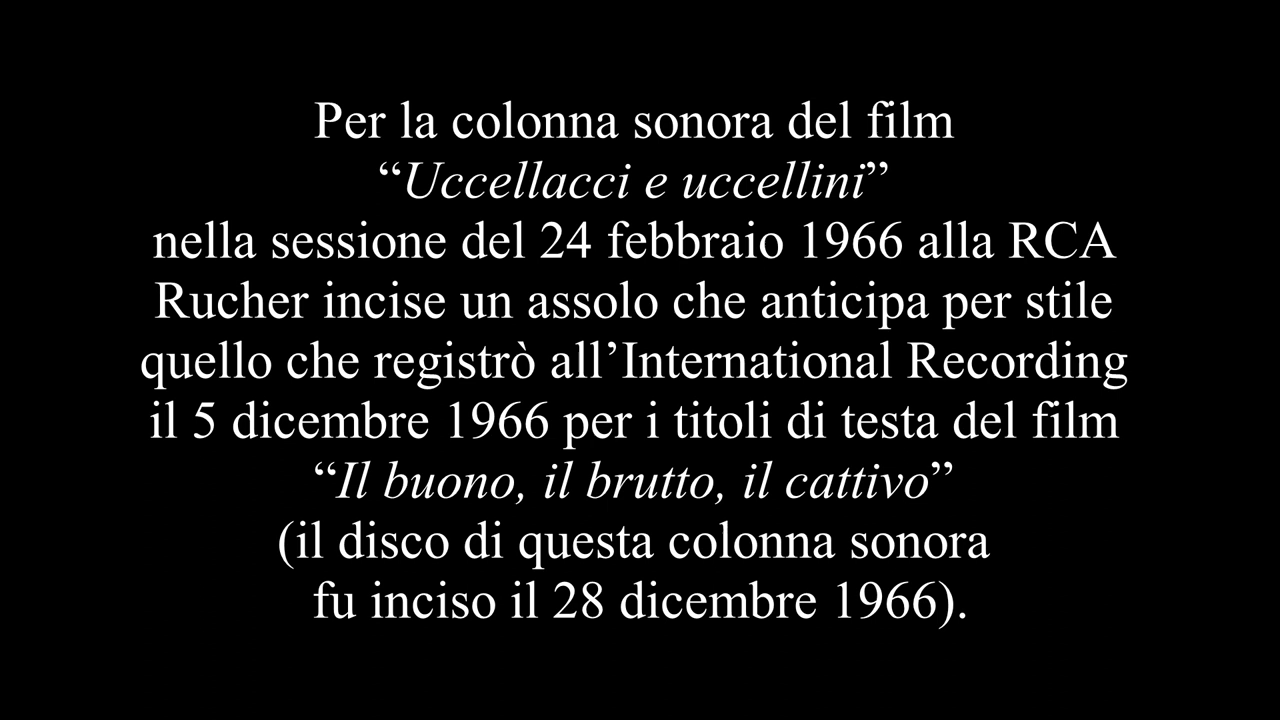 Per la colonna sonora del film
“Uccellacci e uccellini”
nella sessione del 24 febbraio 1966 alla RCA
Rucher incise un assolo che anticipa per stile
quello che registrò all’International Recording
il 5 dicembre 1966 per i titoli di testa del film
“Il buono, il brutto, il cattivo”
(il disco di questa colonna sonora
fu inciso il 28 dicembre 1966).